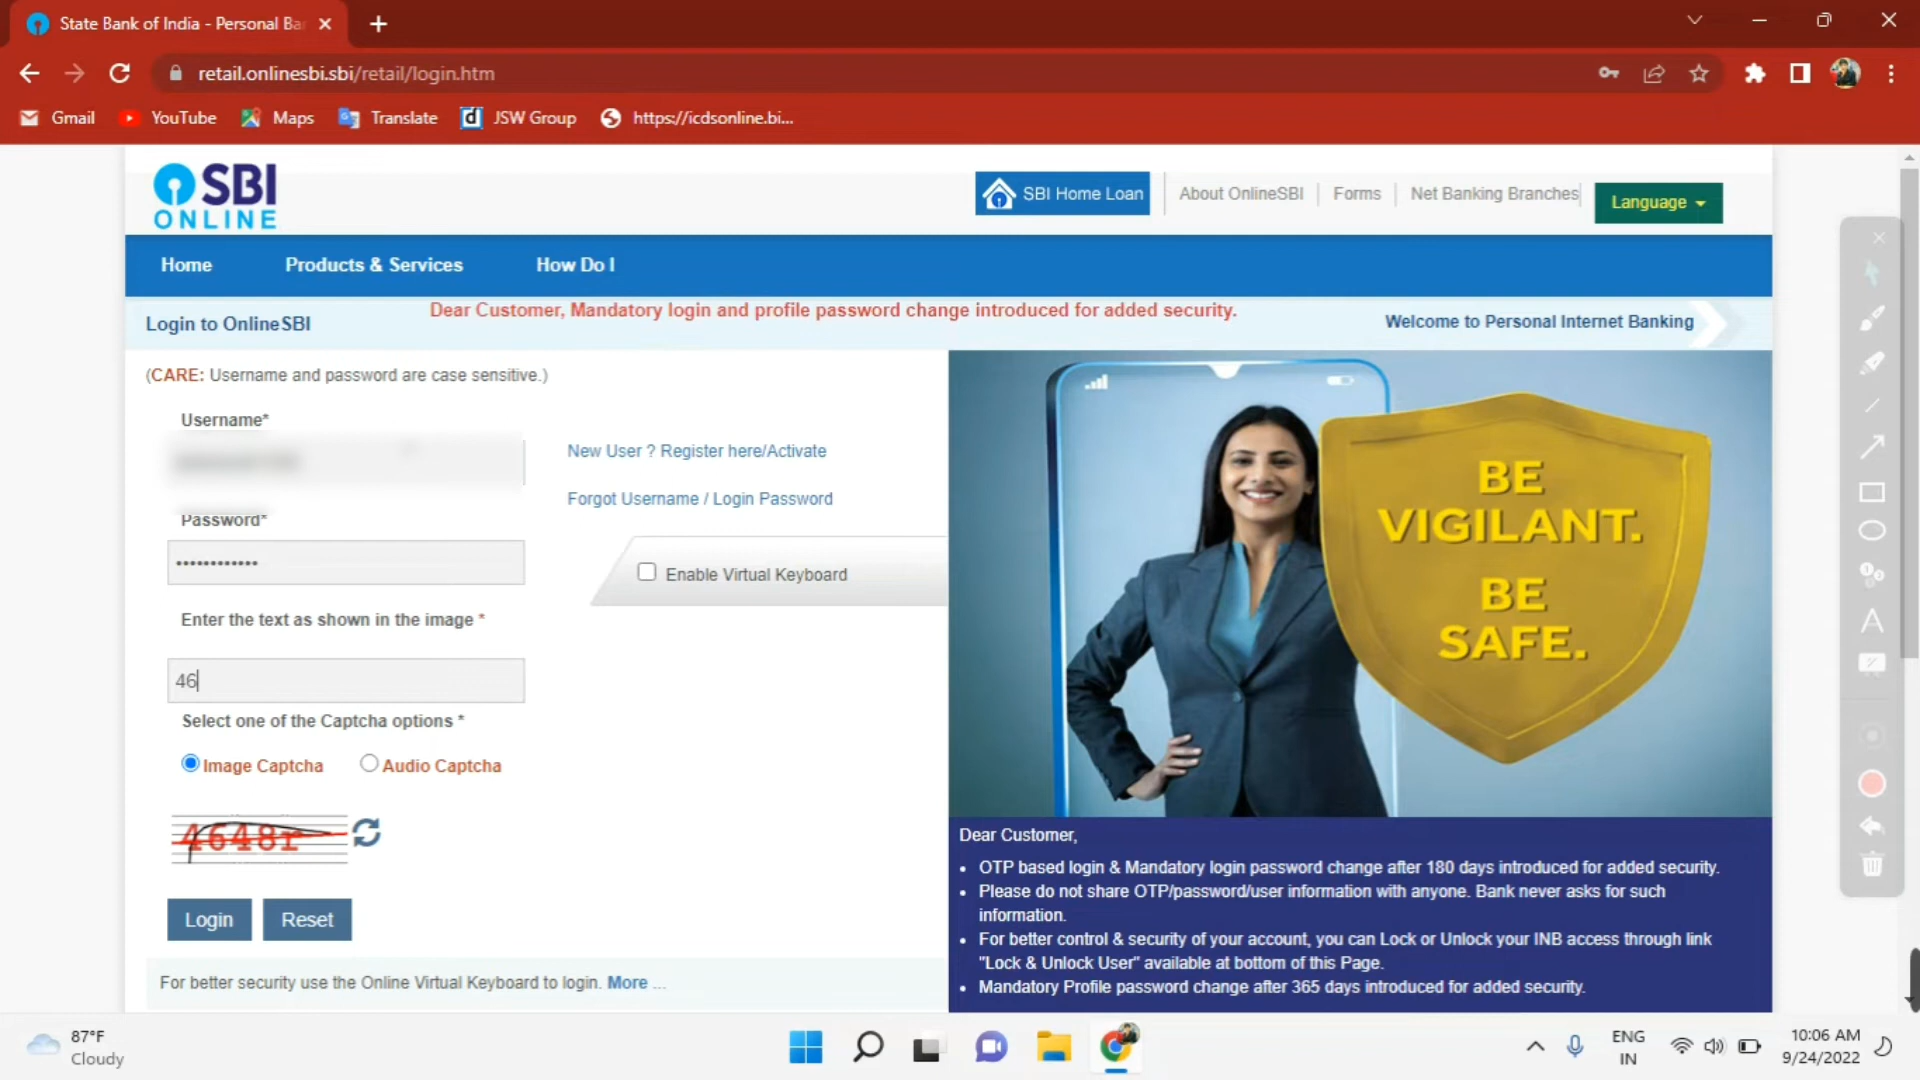 State Bank of India - Personal Ba
retail.onlinesbi.sbi/retail/login.htm
Gmail
YouTube
Maps
Translate
JSW Group
https://icdsonline.bi...
SBI
ONLINE
SBI Home Loan
About OnlineSBI
Forms
Net Banking Branches
Language
Home
Products & Services
How Do I
Login to OnlineSBI
Dear Customer, Mandatory login and profile password change introduced for added security.
Welcome to Personal Internet Banking
(CARE: Username and password are case sensitive.)
Username*
New User ? Register here/Activate
Forgot Username / Login Password
Password*
••••••••••••
Enable Virtual Keyboard
Enter the text as shown in the image *
46
Select one of the Captcha options *
Image Captcha
Audio Captcha
4648r
Login
Reset
For better security use the Online Virtual Keyboard to login. More ...
BE
VIGILANT.
BE
SAFE.
Dear Customer,
• OTP based login & Mandatory login password change after 180 days introduced for added security.
• Please do not share OTP/password/user information with anyone. Bank never asks for such
information.
• For better control & security of your account, you can Lock or Unlock your INB access through link
"Lock & Unlock User" available at bottom of this Page.
• Mandatory Profile password change after 365 days introduced for added security.
87°F
Cloudy
ENG
IN
10:06 AM
9/24/2022